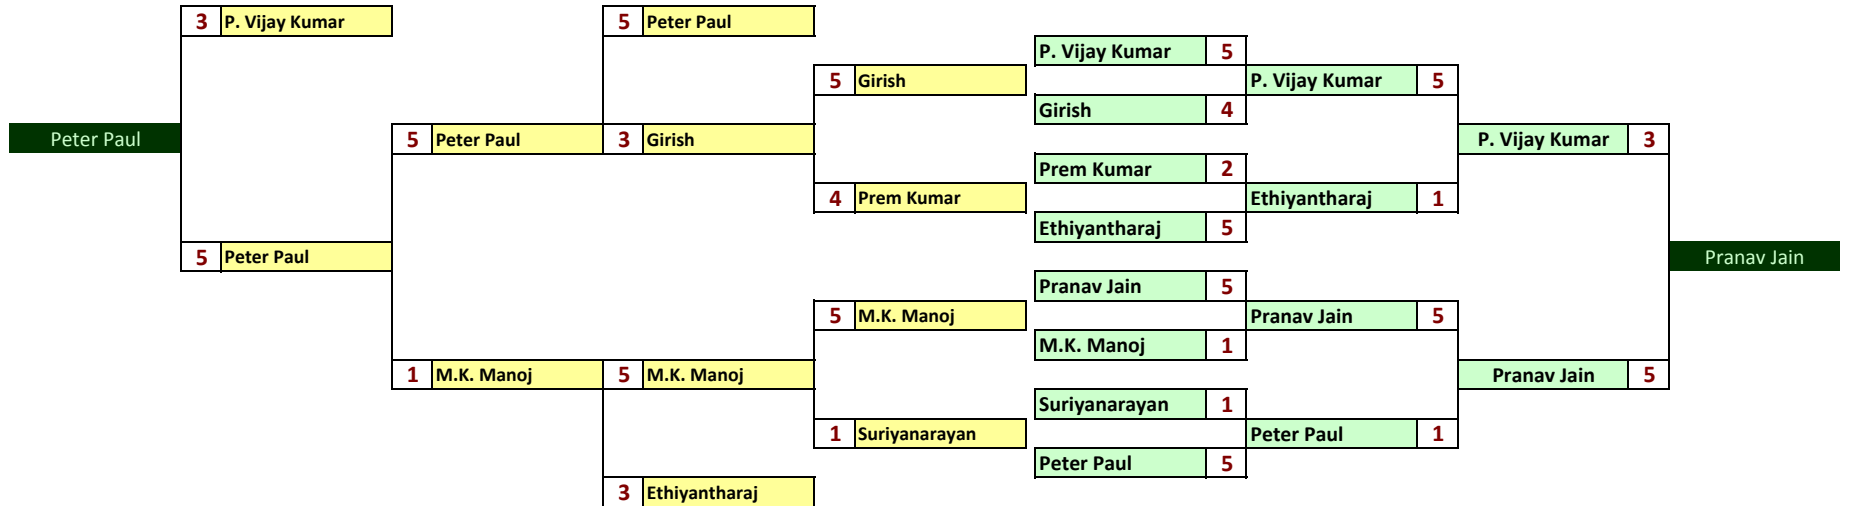 3 P. Vijay Kumar 5 Peter Paul
P. Vijay Kumar 5
5 Girish P. Vijay Kumar 5
Girish 4
Peter Paul 5 Peter Paul 3 Girish P. Vijay Kumar 3
Prem Kumar 2
4 Prem Kumar Ethiyantharaj 1
Ethiyantharaj 5
5 Peter Paul Pranav Jain
Pranav Jain 5
5 M.K. Manoj Pranav Jain 5
M.K. Manoj 1
1 M.K. Manoj 5 M.K. Manoj Pranav Jain 5
Suriyanarayan 1
1 Suriyanarayan Peter Paul 1
Peter Paul 5
3 Ethiyantharaj